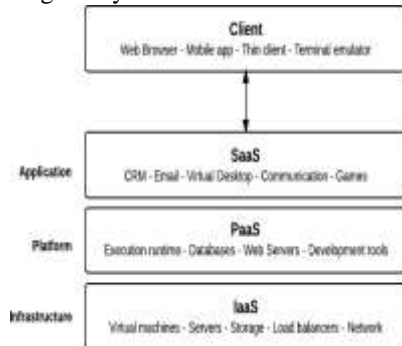 Client
Web Browser - Mobile app - Thin client - Terminal emulator
SaaS
Application
CRM - Email - Virtual Desktop - Communication - Games
PaaS
Platform
Execution runtime - Databases - Web Servers - Development tools
IaaS
Infrastructure
Virtual machines - Servers - Storage - Load balancers - Network